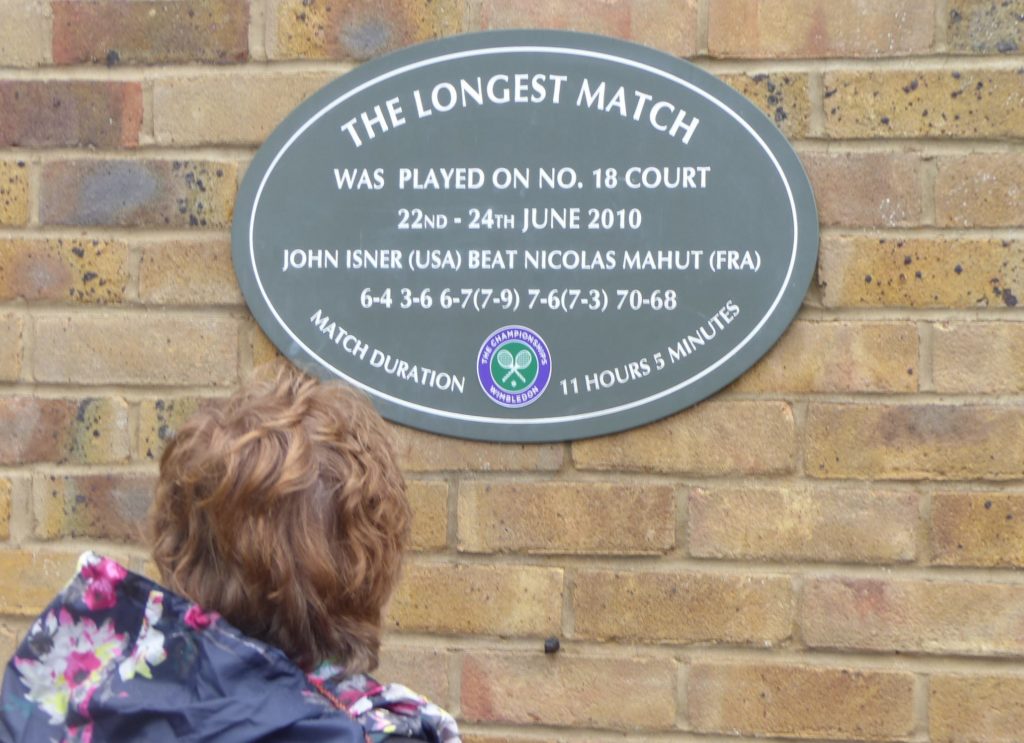 THE LONGEST MATCH
WAS PLAYED ON NO. 18 COURT
22ND - 24TH JUNE 2010
JOHN ISNER (USA) BEAT NICOLAS MAHUT (FRA)
6-4 3-6 6-7(7-9) 7-6(7-3) 70-68
MATCH DURATION 11 HOURS 5 MINUTES
THE CHAMPIONSHIPS
WIMBLEDON